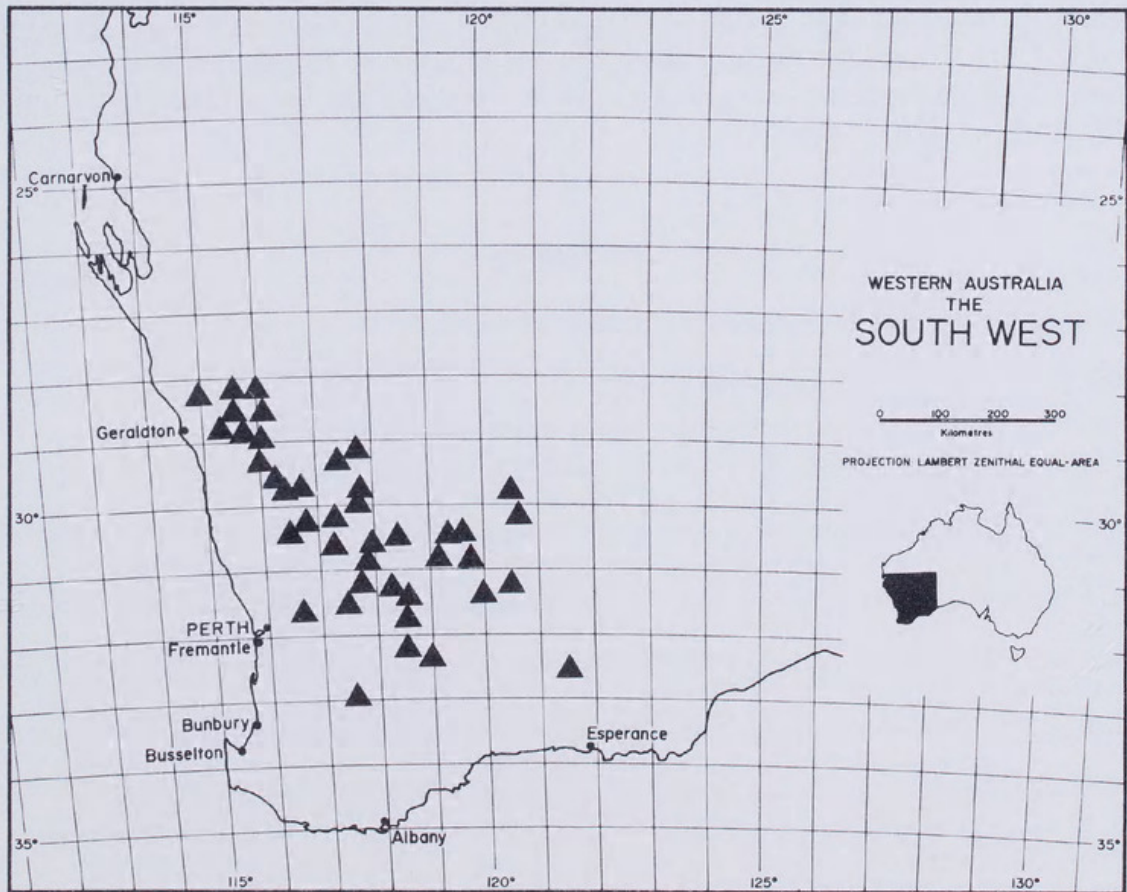 115°
120°
125°
130°
Carnarvon
25°
25°
WESTERN AUSTRALIA
THE
SOUTH WEST
0 100 200 300
Kilometres
PROJECTION: LAMBERT ZENITHAL EQUAL-AREA
Geraldton
30°
30°
PERTH
Fremantle
Bunbury
Busselton
Esperance
Albany
35°
35°
115°
120°
125°
130°